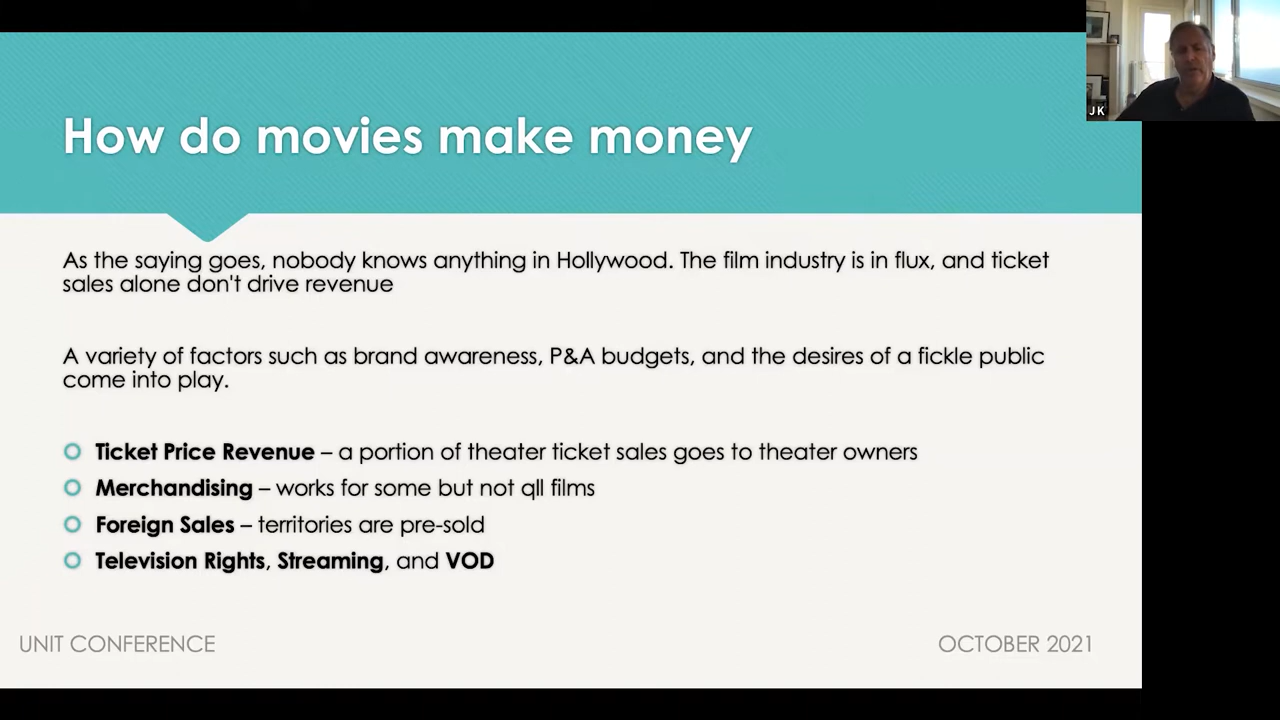 How do movies make money
As the saying goes, nobody knows anything in Hollywood. The film industry is in flux, and ticket
sales alone don't drive revenue
A variety of factors such as brand awareness, P&A budgets, and the desires of a fickle public
come into play.
Ticket Price Revenue – a portion of theater ticket sales goes to theater owners
Merchandising – works for some but not qll films
Foreign Sales – territories are pre-sold
Television Rights, Streaming, and VOD
UNIT CONFERENCE
OCTOBER 2021
JK